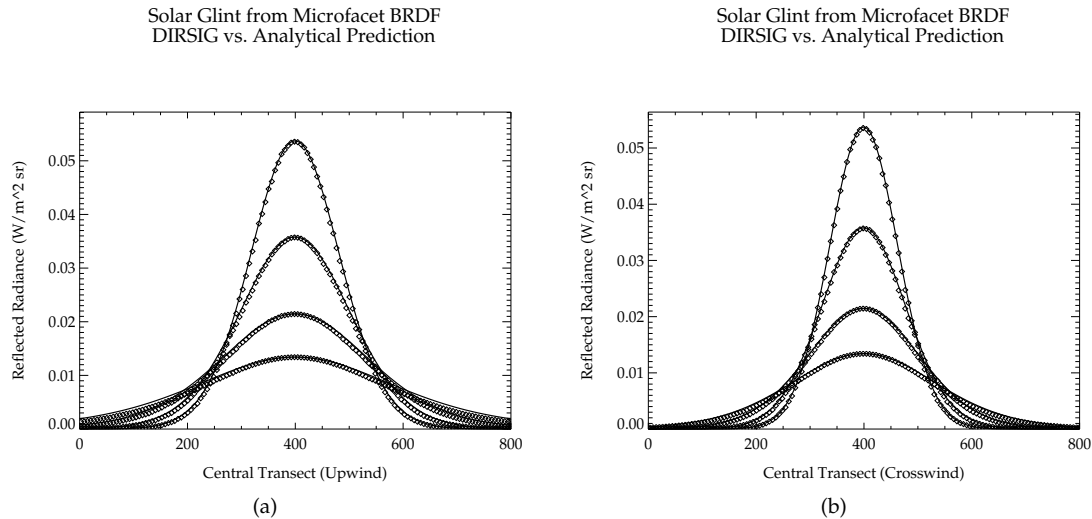 Solar Glint from Microfacet BRDF
DIRSIG vs. Analytical Prediction
Reflected Radiance (W/m^2 sr)
0.05
0.04
0.03
0.02
0.01
0.00
0 200 400 600 800
Central Transect (Upwind)
(a)
Solar Glint from Microfacet BRDF
DIRSIG vs. Analytical Prediction
Reflected Radiance (W/m^2 sr)
0.05
0.04
0.03
0.02
0.01
0.00
0 200 400 600 800
Central Transect (Crosswind)
(b)